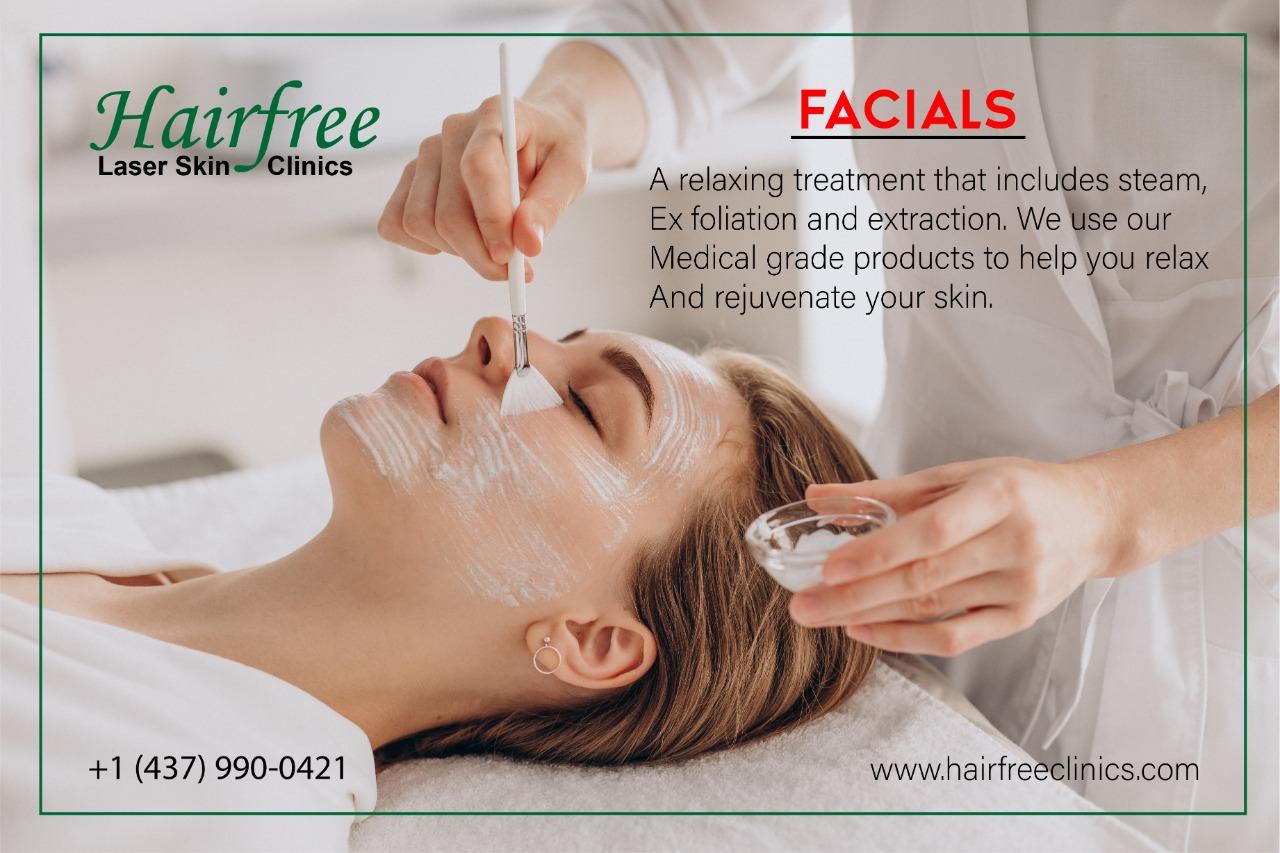 Hairfree
Laser Skin Clinics
FACIALS
A relaxing treatment that includes steam,
Ex foliation and extraction. We use our
Medical grade products to help you relax
And rejuvenate your skin.
+1 (437) 990-0421
www.hairfreeclinics.com